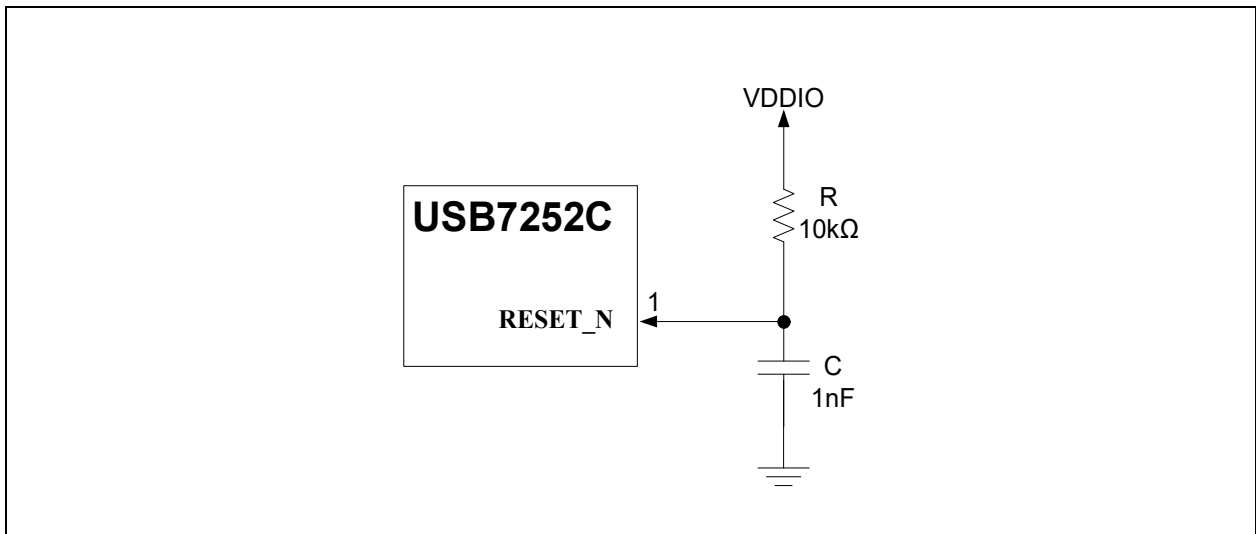 VDDIO
R
10kΩ
USB7252C
1
RESET_N
C
1nF